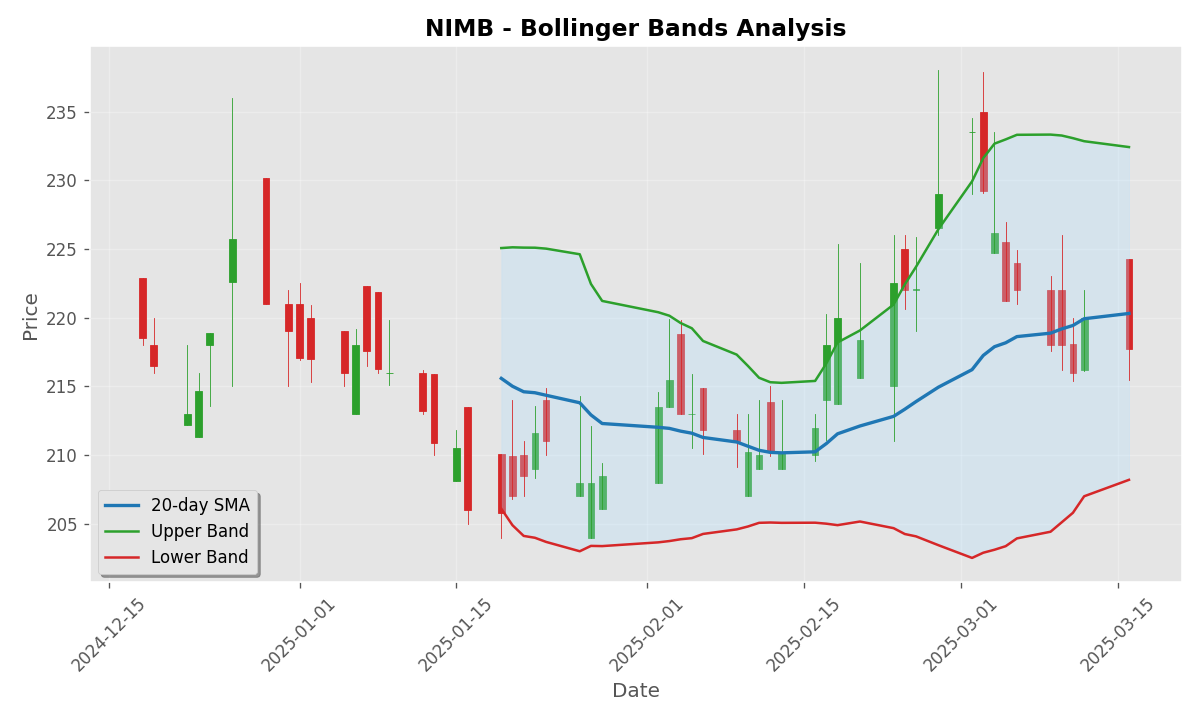 NIMB - Bollinger Bands Analysis
Price
235
230
225
220
215
210
205
20-day SMA
Upper Band
Lower Band
2024-12-15
2025-01-01
2025-01-15
2025-02-01
2025-02-15
2025-03-01
2025-03-15
Date